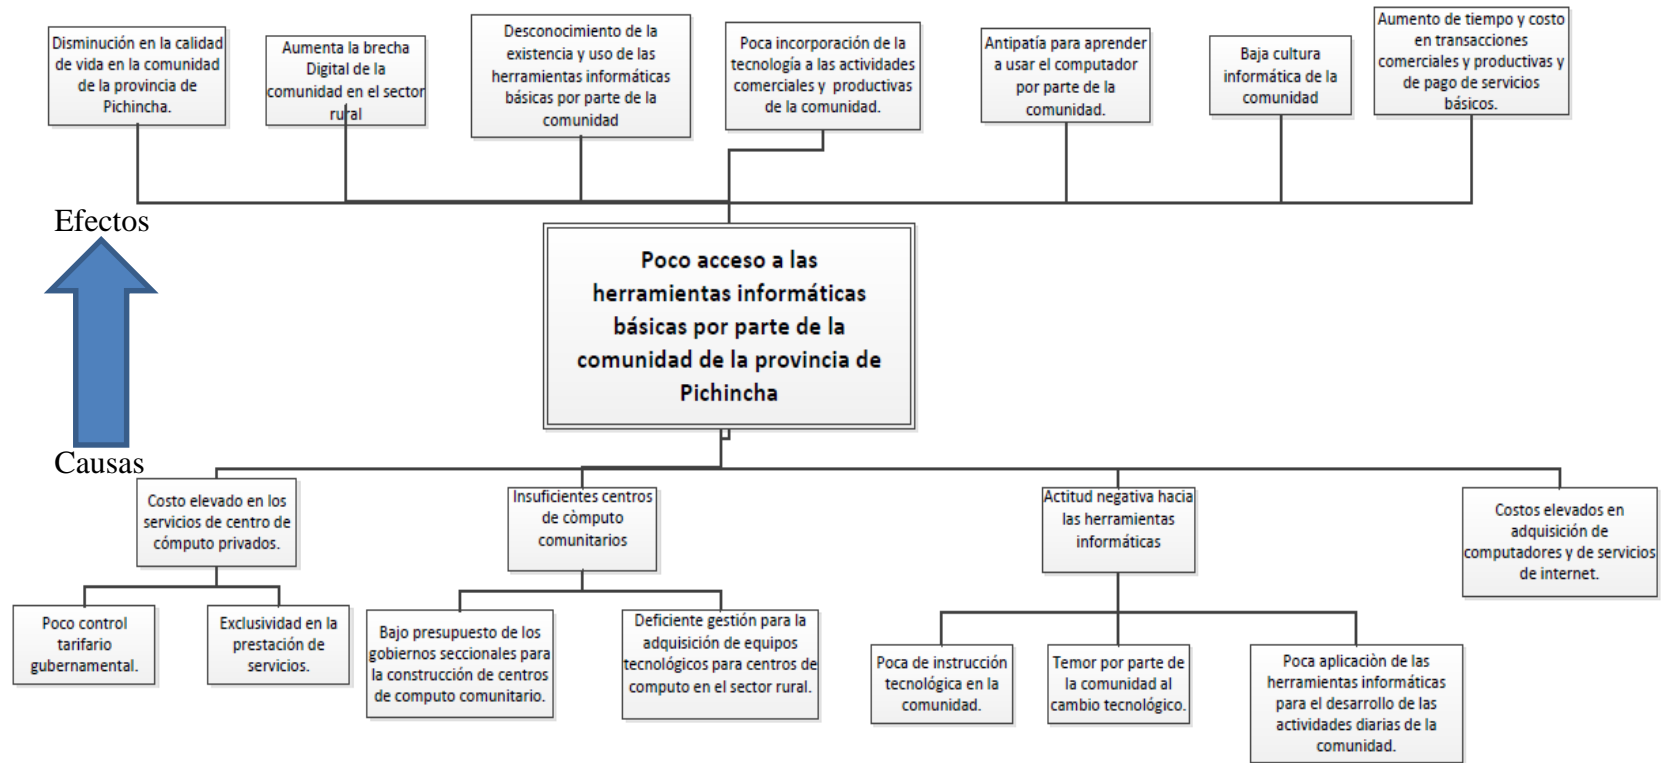 Disminución en la calidad
de vida en la comunidad
de la provincia de
Pichincha.
Aumenta la brecha
Digital de la
comunidad en el sector
rural
Desconocimiento de la
existencia y uso de las
herramientas informáticas
básicas por parte de la
comunidad
Poca incorporación de la
tecnología a las actividades
comerciales y productivas
de la comunidad.
Antipatía para aprender
a usar el computador
por parte de la
comunidad.
Baja cultura
informática de la
comunidad
Aumento de tiempo y costo
en transacciones
comerciales y productivas y
de pago de servicios
básicos.
Efectos
Poco acceso a las
herramientas informáticas
básicas por parte de la
comunidad de la provincia de
Pichincha
Causas
Costo elevado en los
servicios de centro de
cómputo privados.
Insuficientes centros
de còmputo
comunitarios
Actitud negativa hacia
las herramientas
informáticas
Costos elevados en
adquisición de
computadores y de servicios
de internet.
Poco control
tarifario
gubernamental.
Exclusividad en la
prestación de
servicios.
Bajo presupuesto de los
gobiernos seccionales para
la construcción de centros
de computo comunitario.
Deficiente gestión para la
adquisición de equipos
tecnológicos para centros de
computo en el sector rural.
Poca de instrucción
tecnológica en la
comunidad.
Temor por parte de
la comunidad al
cambio tecnológico.
Poca aplicaciòn de las
herramientas informáticas
para el desarrollo de las
actividades diarias de la
comunidad.